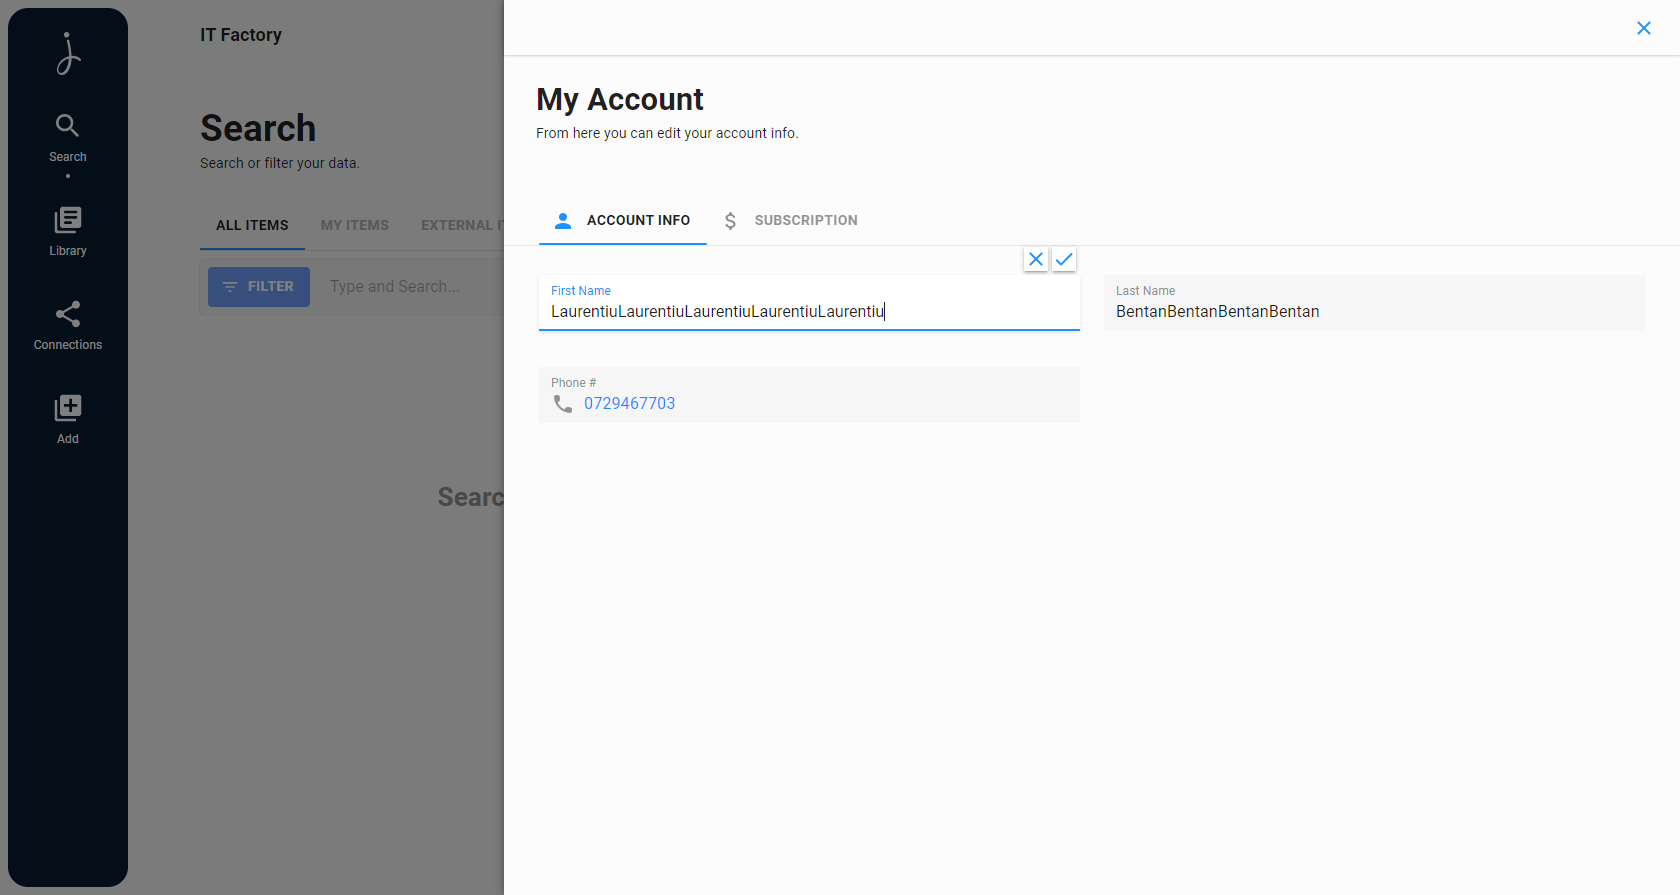 IT Factory
Search
Library
Connections
Add
Search
Search or filter your data.
ALL ITEMS
MY ITEMS
EXTERNAL
FILTER
Type and Search...
My Account
From here you can edit your account info.
ACCOUNT INFO
SUBSCRIPTION
First Name
LaurentiuLaurentiuLaurentiuLaurentiuLaurentiu
Last Name
BentanBentanBentanBentan
Phone #
0729467703